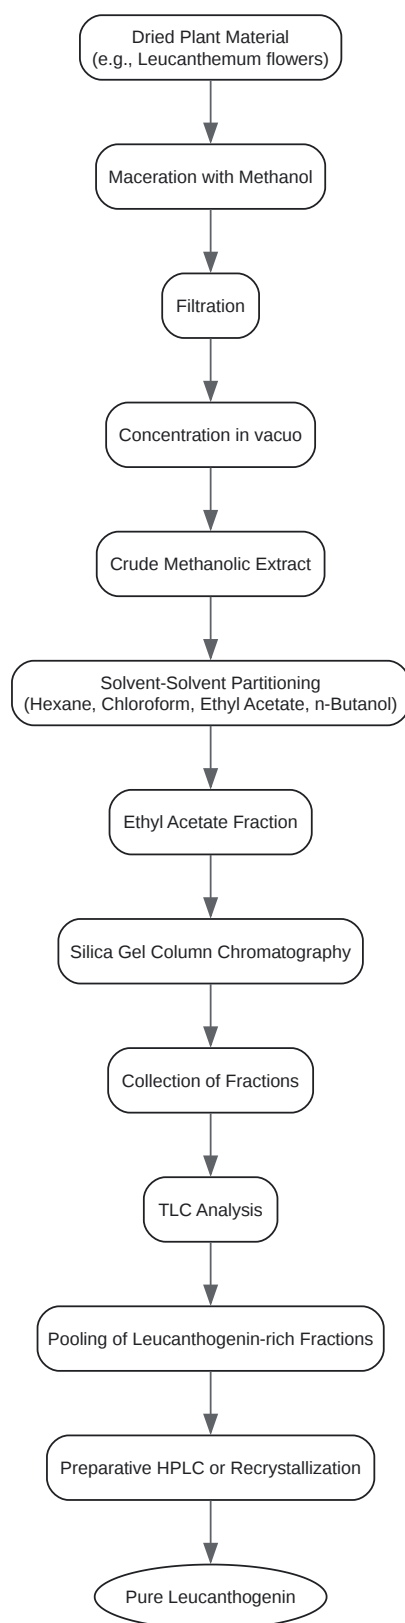 Dried Plant Material
(e.g., Leucanthemum flowers)
Maceration with Methanol
Filtration
Concentration in vacuo
Crude Methanolic Extract
Solvent-Solvent Partitioning
(Hexane, Chloroform, Ethyl Acetate, n-Butanol)
Ethyl Acetate Fraction
Silica Gel Column Chromatography
Collection of Fractions
TLC Analysis
Pooling of Leucanthogenin-rich Fractions
Preparative HPLC or Recrystallization
Pure Leucanthogenin